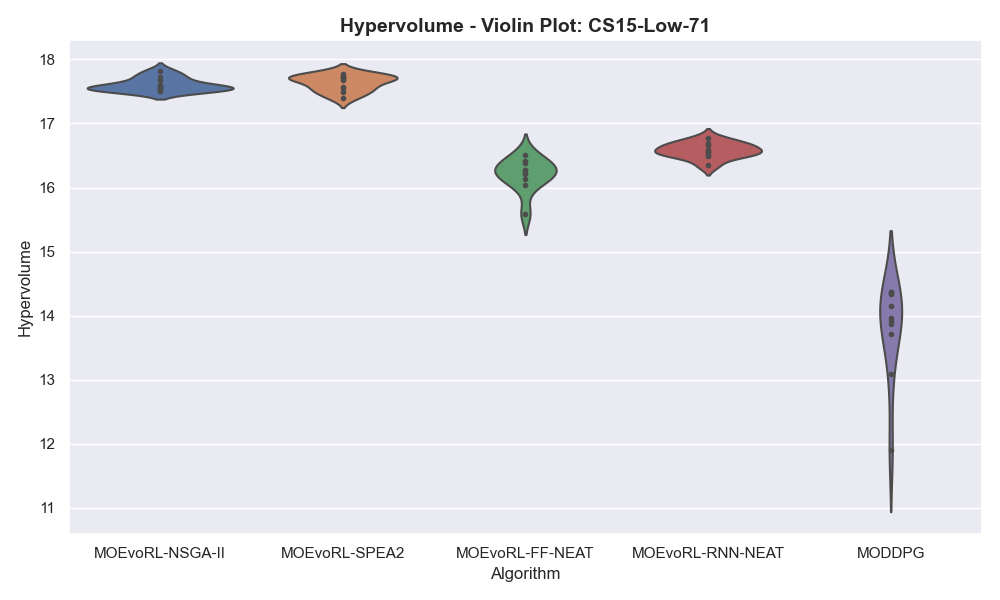 Hypervolume - Violin Plot: CS15-Low-71
Hypervolume
18
17
16
15
14
13
12
11
MOEvoRL-NSGA-II MOEvoRL-SPEA2 MOEvoRL-FF-NEAT MOEvoRL-RNN-NEAT MODDPG
Algorithm